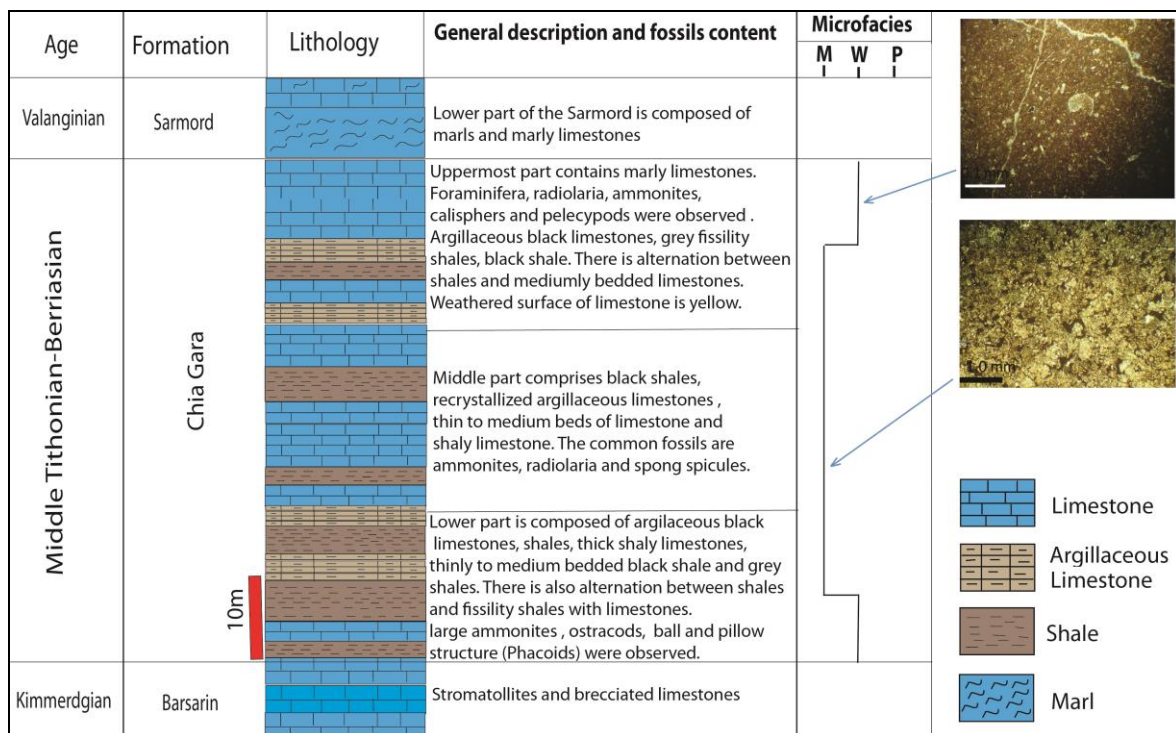 Age
Formation
Lithology
General description and fossils content
Microfacies
M W P
Valanginian
Sarmord
Lower part of the Sarmord is composed of
marls and marly limestones
Middle Tithonian-Berriasian
Chia Gara
Uppermost part contains marly limestones.
Foraminifera, radiolaria, ammonites,
calisphers and pelecypods were observed .
Argillaceous black limestones, grey fissility
shales, black shale. There is alternation between
shales and mediumly bedded limestones.
Weathered surface of limestone is yellow.
Middle part comprises black shales,
recrystallized argillaceous limestones ,
thin to medium beds of limestone and
shaly limestone. The common fossils are
ammonites, radiolaria and spong spicules.
Lower part is composed of argilaceous black
limestones, shales, thick shaly limestones,
thinly to medium bedded black shale and grey
shales. There is also alternation between shales
and fissility shales with limestones.
large ammonites , ostracods, ball and pillow
structure (Phacoids) were observed.
10m
Kimmerdgian
Barsarin
Stromatollites and brecciated limestones
mm
1.0 mm
Limestone
Argillaceous
Limestone
Shale
Marl